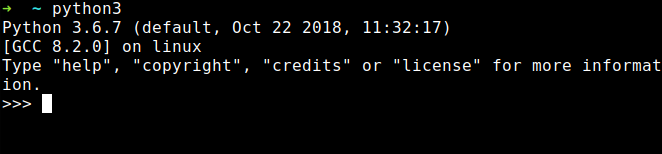 ➜  ~ python3
Python 3.6.7 (default, Oct 22 2018, 11:32:17)
[GCC 8.2.0] on linux
Type "help", "copyright", "credits" or "license" for more informat
ion.
>>>